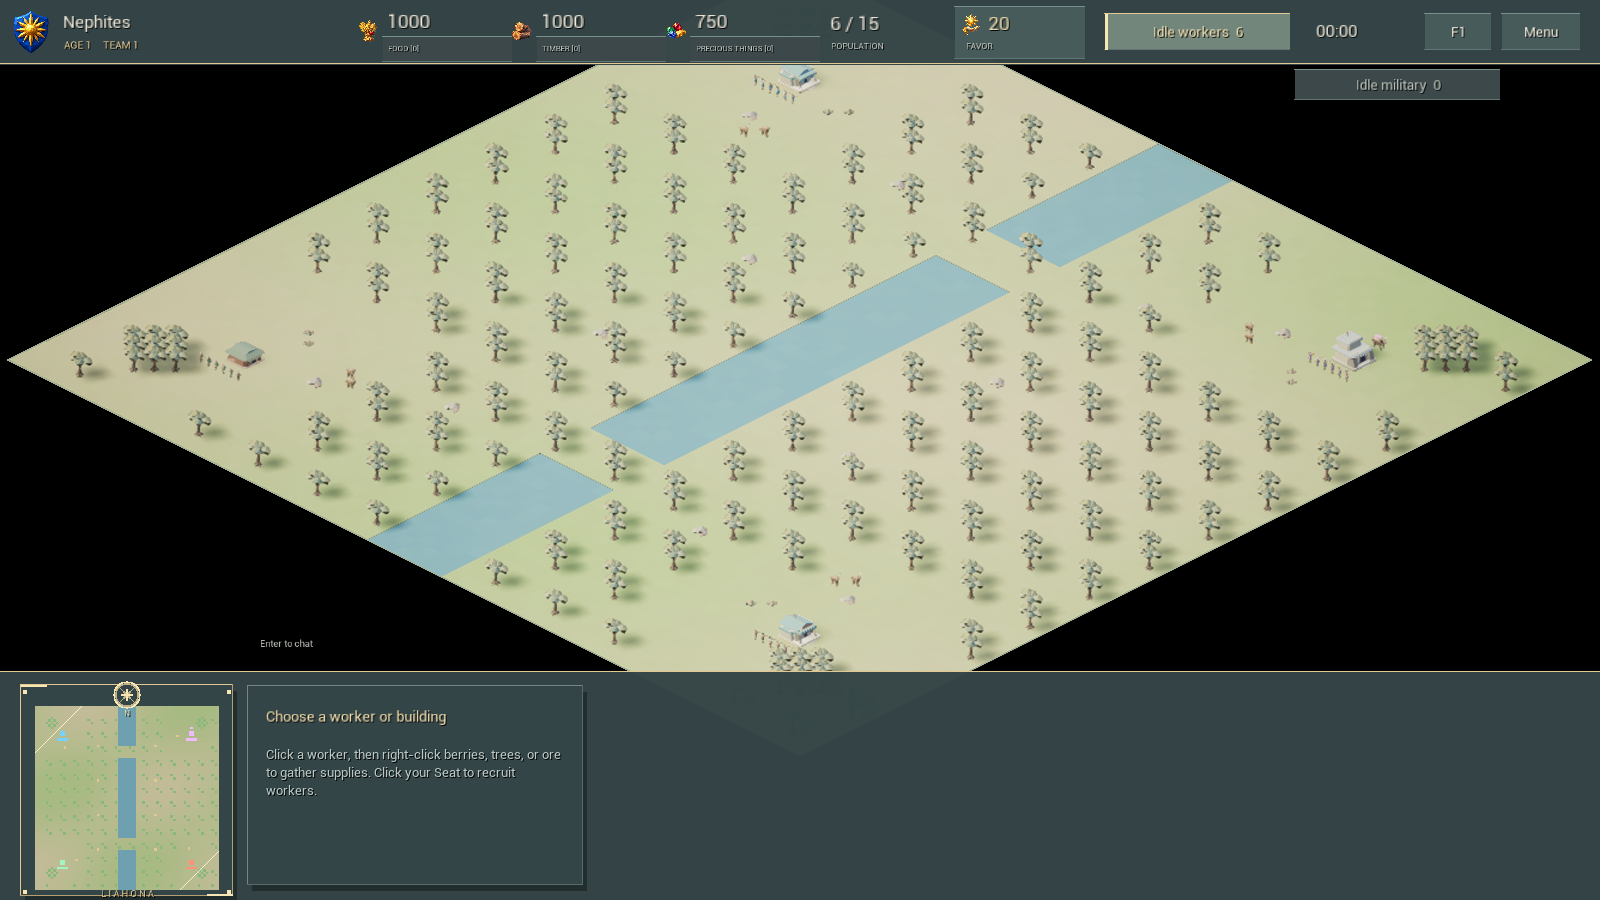 Nephites
AGE 1 TEAM 1
1000
FOOD [0]
1000
TIMBER [0]
750
PRECIOUS THINGS [0]
6 / 15
POPULATION
20
FAVOR
Idle workers 6
00:00
F1
Menu
Idle military 0
Enter to chat
N
LIAHONA
Choose a worker or building
Click a worker, then right-click berries, trees, or ore
to gather supplies. Click your Seat to recruit
workers.